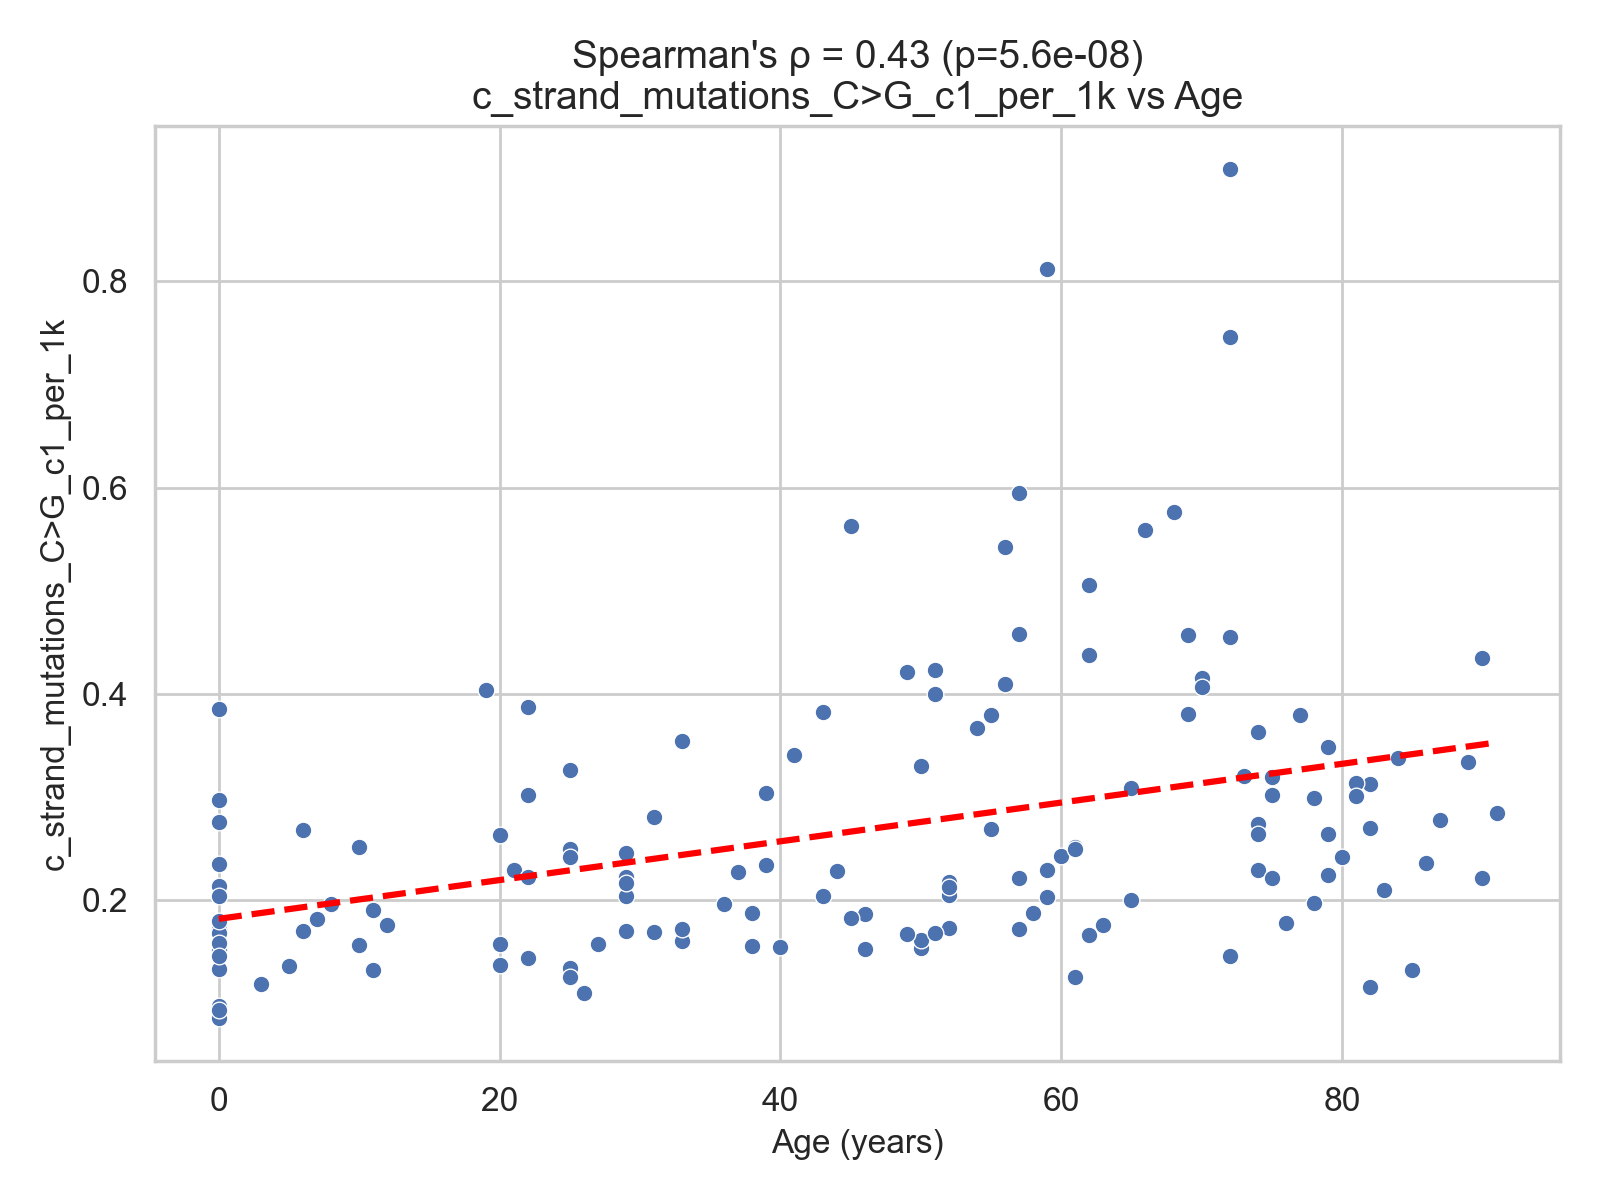 Spearman's ρ = 0.43 (p=5.6e-08)
c_strand_mutations_C>G_c1_per_1k vs Age
c_strand_mutations_C>G_c1_per_1k
0.8
0.6
0.4
0.2
0 20 40 60 80
Age (years)